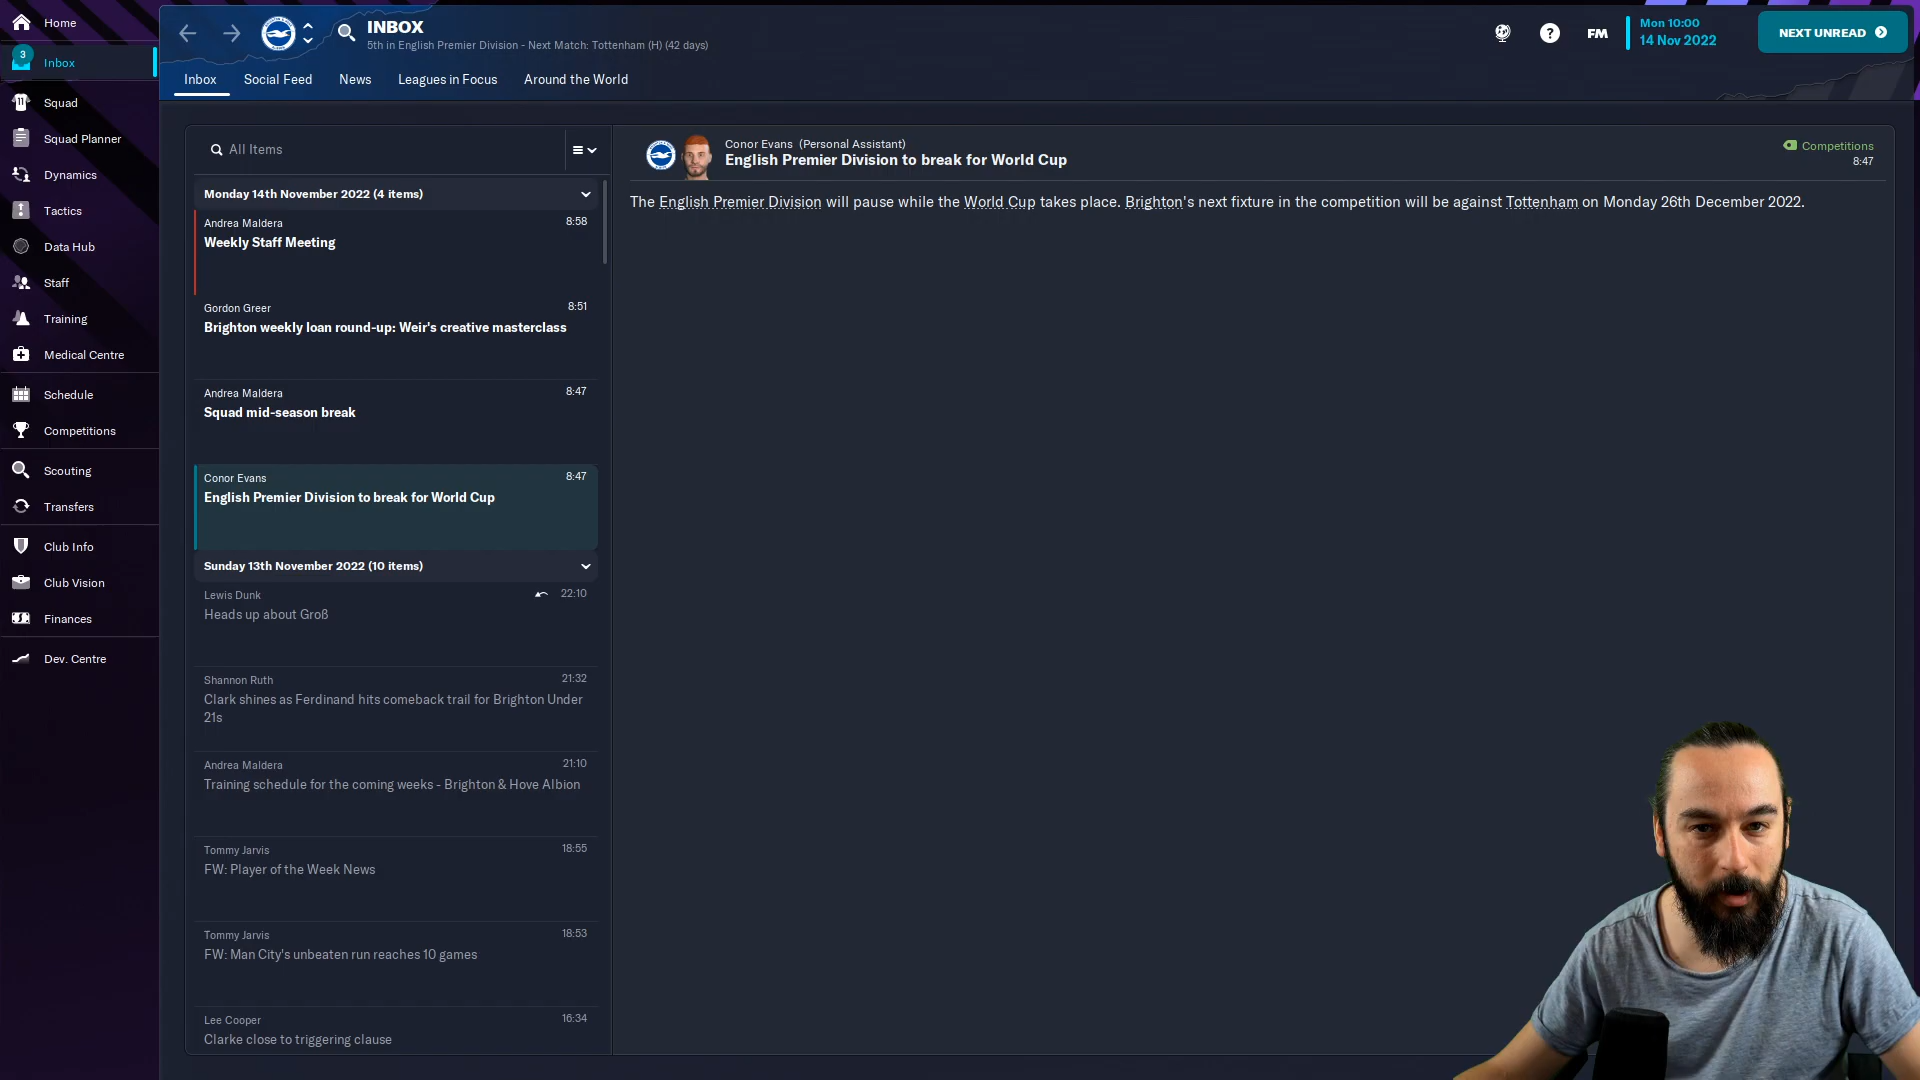 Home
3
Inbox
Squad
Squad Planner
Dynamics
Tactics
Data Hub
Staff
Training
Medical Centre
Schedule
Competitions
Scouting
Transfers
Club Info
Club Vision
Finances
Dev. Centre
INBOX
5th in English Premier Division - Next Match: Tottenham (H) (42 days)
?
FM
Mon 10:00
14 Nov 2022
NEXT UNREAD
Inbox Social Feed News Leagues in Focus Around the World
All Items
Monday 14th November 2022 (4 items)
Andrea Maldera 8:58
Weekly Staff Meeting
Gordon Greer 8:51
Brighton weekly loan round-up: Weir's creative masterclass
Andrea Maldera 8:47
Squad mid-season break
Conor Evans 8:47
English Premier Division to break for World Cup
Sunday 13th November 2022 (10 items)
Lewis Dunk 22:10
Heads up about Groß
Shannon Ruth 21:32
Clark shines as Ferdinand hits comeback trail for Brighton Under
21s
Andrea Maldera 21:10
Training schedule for the coming weeks - Brighton & Hove Albion
Tommy Jarvis 18:55
FW: Player of the Week News
Tommy Jarvis 18:53
FW: Man City's unbeaten run reaches 10 games
Lee Cooper 16:34
Clarke close to triggering clause
Conor Evans (Personal Assistant)
English Premier Division to break for World Cup
Competitions
8:47
The English Premier Division will pause while the World Cup takes place. Brighton's next fixture in the competition will be against Tottenham on Monday 26th December 2022.